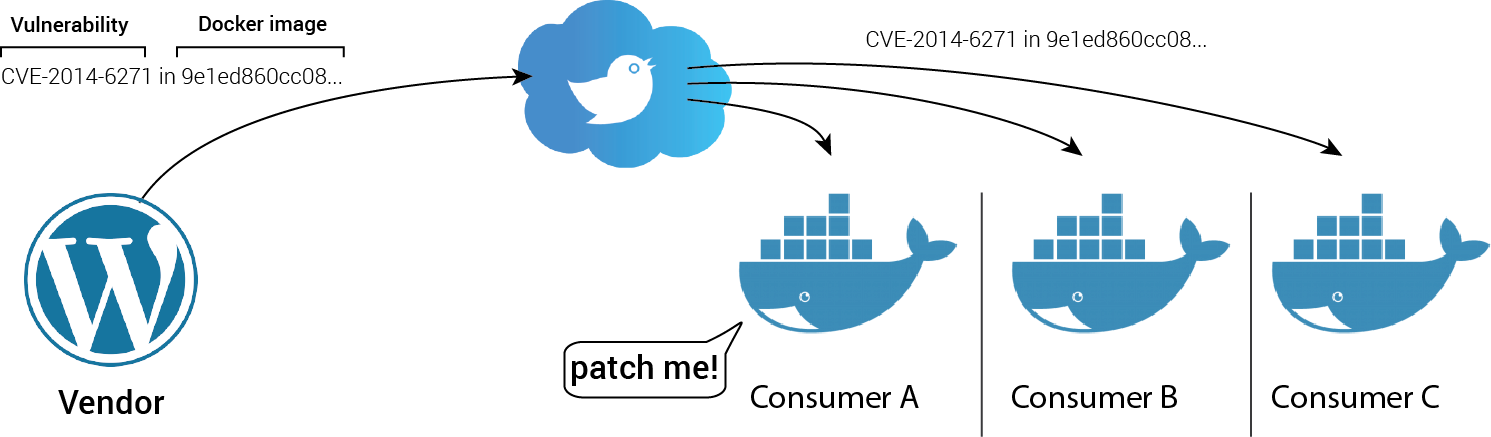 Vulnerability Docker image
CVE-2014-6271 in 9e1ed860cc08...
CVE-2014-6271 in 9e1ed860cc08...
W
patch me!
Vendor
Consumer A
Consumer B
Consumer C